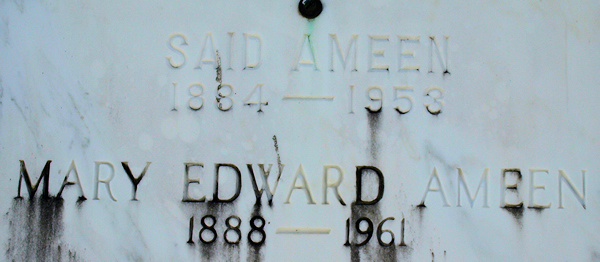 SAID AMEEN
1884 — 1953
MARY EDWARD AMEEN
1888 — 1961